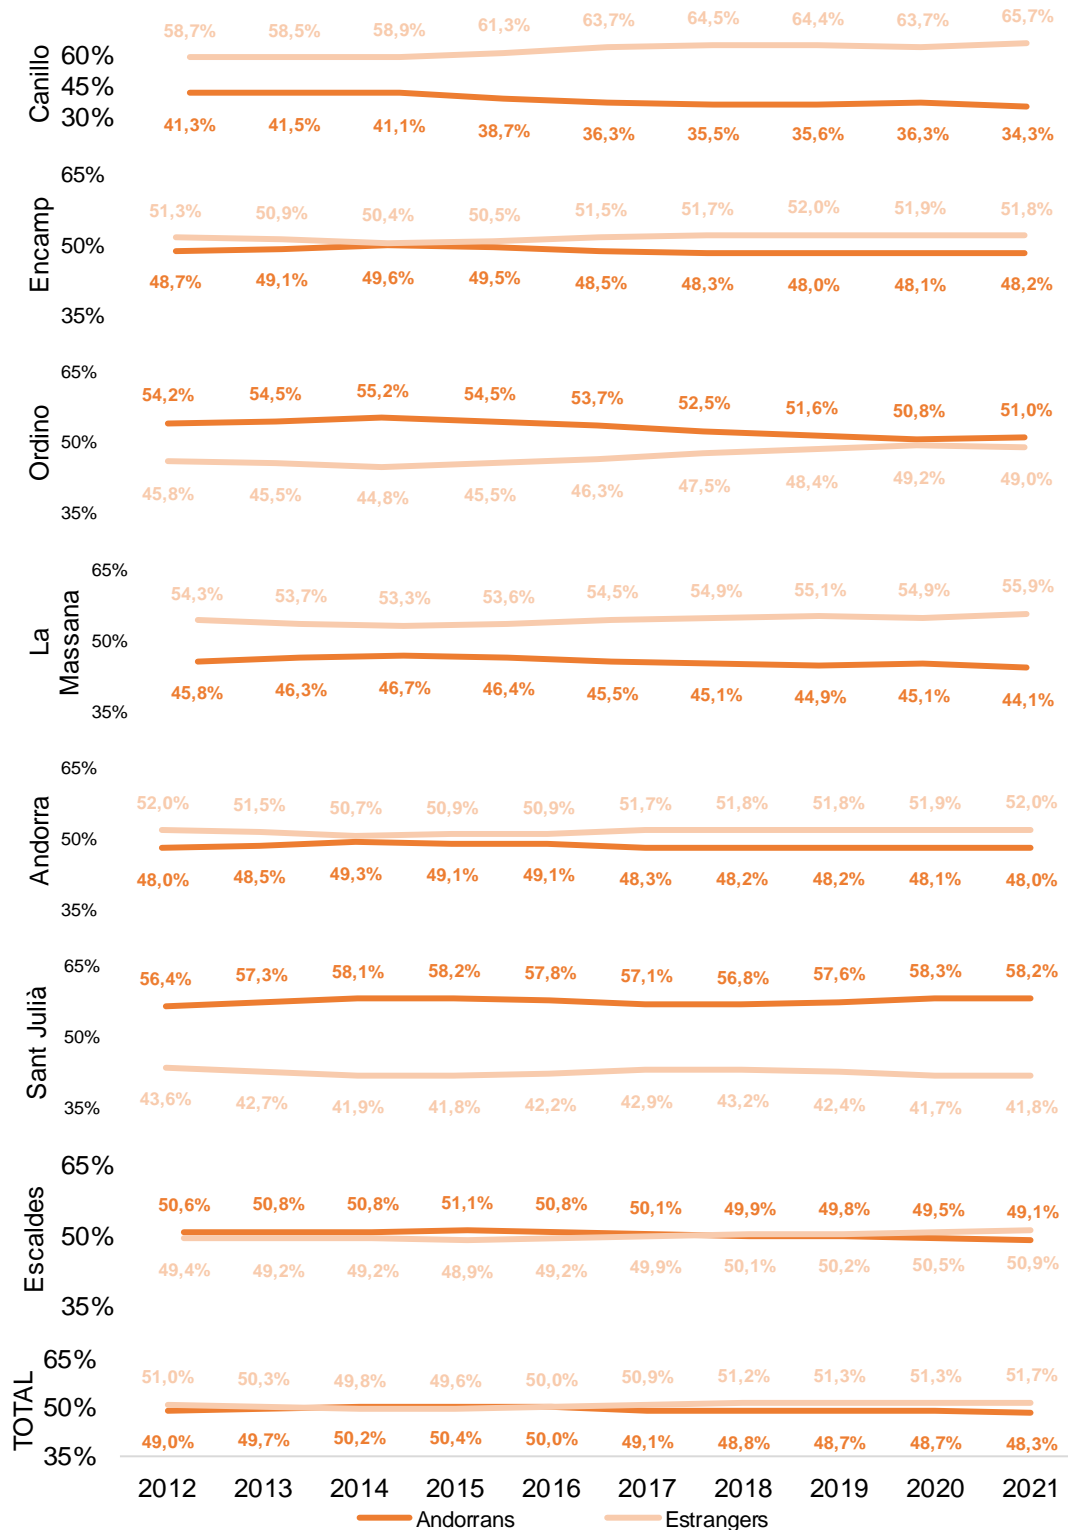 58,7% 58,5% 58,9% 61,3% 63,7% 64,5% 64,4% 63,7% 65,7%
Canillo
60%
45%
30%
41,3% 41,5% 41,1% 38,7% 36,3% 35,5% 35,6% 36,3% 34,3%
65%
Encamp
51,3% 50,9% 50,4% 50,5% 51,5% 51,7% 52,0% 51,9% 51,8%
50%
48,7% 49,1% 49,6% 49,5% 48,5% 48,3% 48,0% 48,1% 48,2%
35%
65%
Ordino
54,2% 54,5% 55,2% 54,5% 53,7% 52,5% 51,6% 50,8% 51,0%
50%
45,8% 45,5% 44,8% 45,5% 46,3% 47,5% 48,4% 49,2% 49,0%
35%
65%
La
Massana
54,3% 53,7% 53,3% 53,6% 54,5% 54,9% 55,1% 54,9% 55,9%
50%
45,8% 46,3% 46,7% 46,4% 45,5% 45,1% 44,9% 45,1% 44,1%
35%
65%
Andorra
52,0% 51,5% 50,7% 50,9% 50,9% 51,7% 51,8% 51,8% 51,9% 52,0%
50%
48,0% 48,5% 49,3% 49,1% 49,1% 48,3% 48,2% 48,2% 48,1% 48,0%
35%
65%
Sant Julià
56,4% 57,3% 58,1% 58,2% 57,8% 57,1% 56,8% 57,6% 58,3% 58,2%
50%
43,6% 42,7% 41,9% 41,8% 42,2% 42,9% 43,2% 42,4% 41,7% 41,8%
35%
65%
Escaldes
50,6% 50,8% 50,8% 51,1% 50,8% 50,1% 49,9% 49,8% 49,5% 49,1%
50%
49,4% 49,2% 49,2% 48,9% 49,2% 49,9% 50,1% 50,2% 50,5% 50,9%
35%
65%
TOTAL
51,0% 50,3% 49,8% 49,6% 50,0% 50,9% 51,2% 51,3% 51,3% 51,7%
50%
49,0% 49,7% 50,2% 50,4% 50,0% 49,1% 48,8% 48,7% 48,7% 48,3%
35%
2012 2013 2014 2015 2016 2017 2018 2019 2020 2021
Andorrans Estrangers